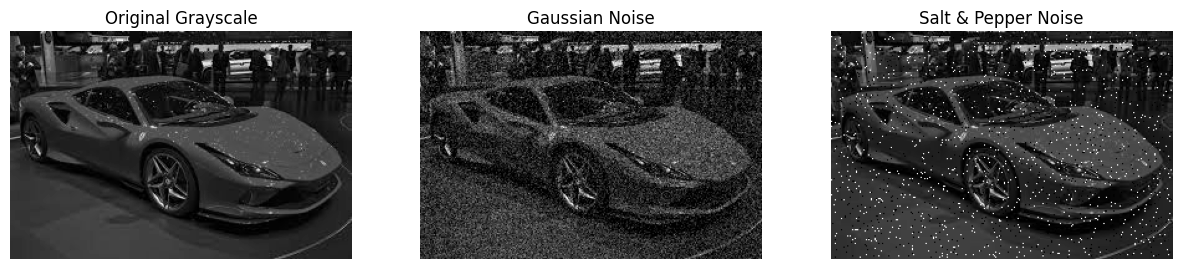 Original Grayscale
Gaussian Noise
Salt & Pepper Noise